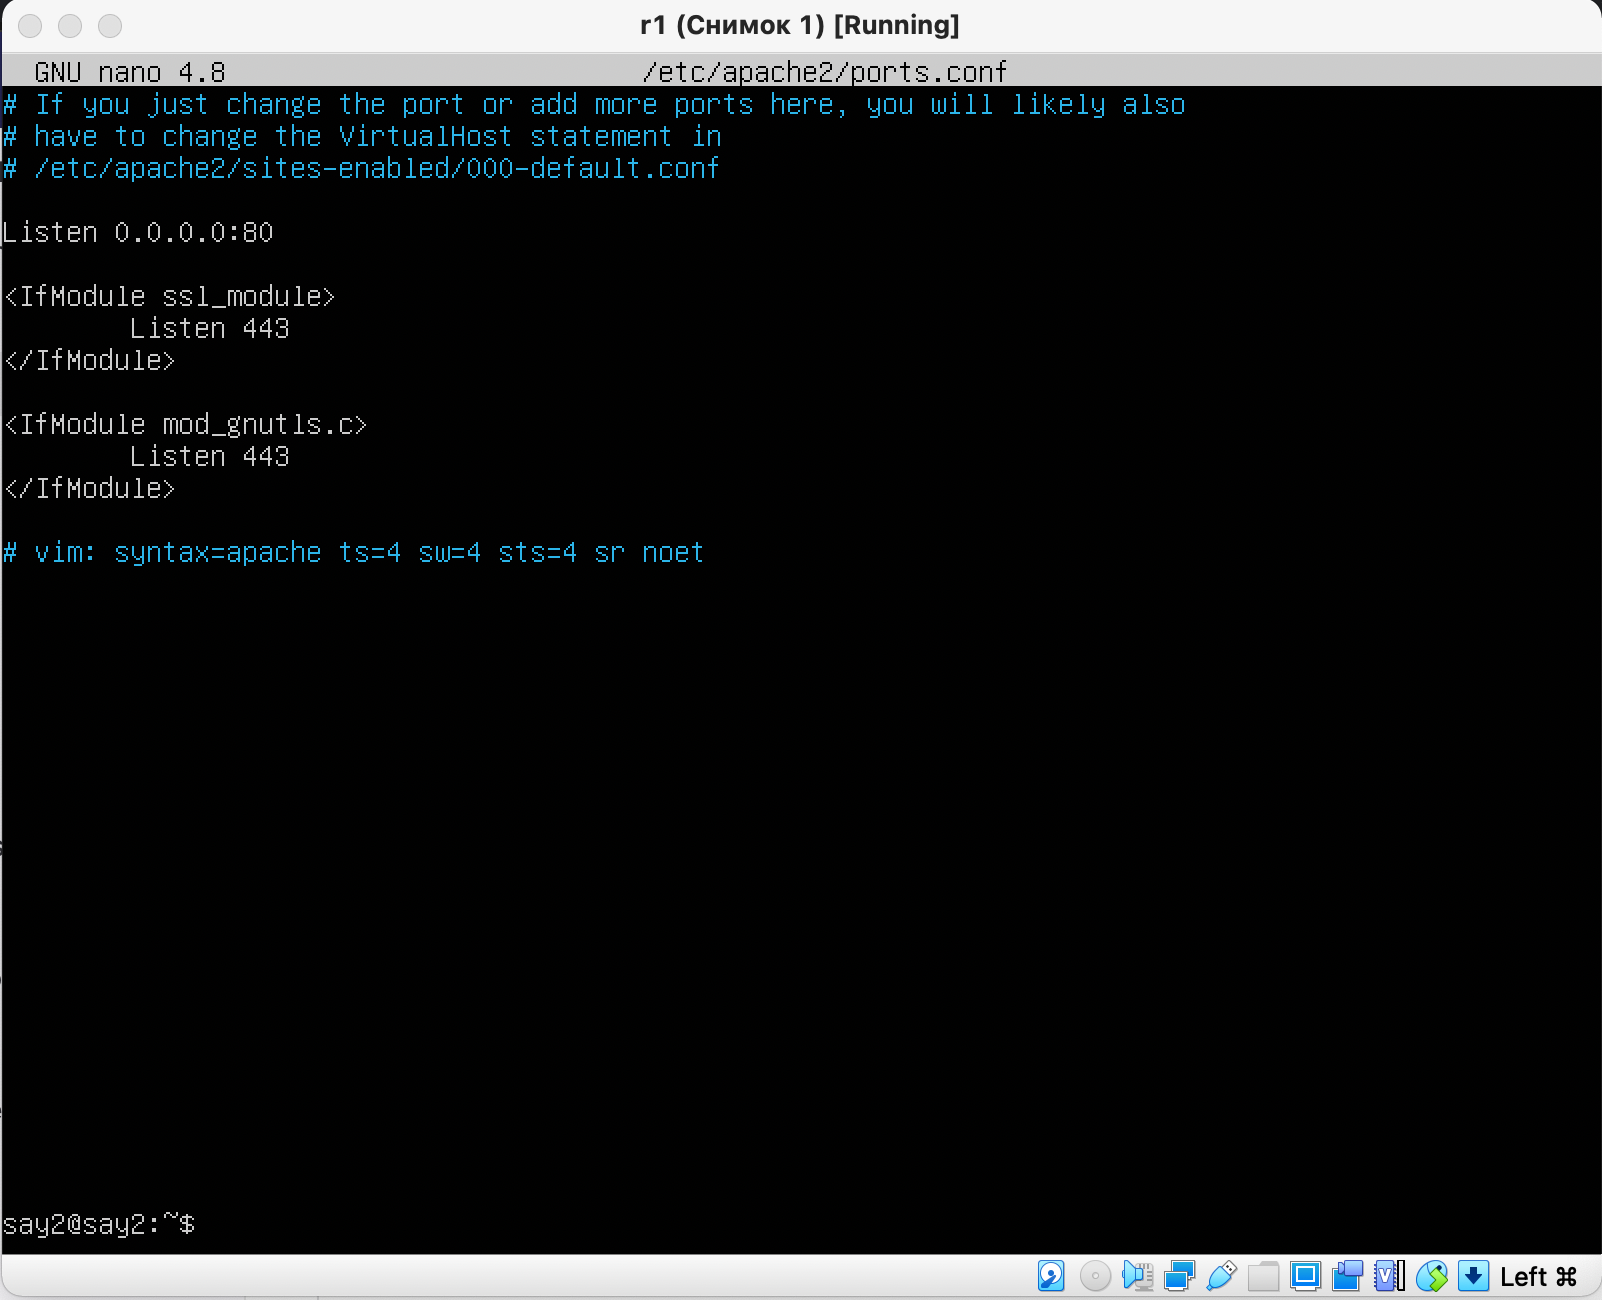 r1 (Снимок 1) [Running]
GNU nano 4.8 /etc/apache2/ports.conf
# If you just change the port or add more ports here, you will likely also
# have to change the VirtualHost statement in
# /etc/apache2/sites-enabled/000-default.conf
Listen 0.0.0.0:80
<IfModule ssl_module>
Listen 443
</IfModule>
<IfModule mod_gnutls.c>
Listen 443
</IfModule>
# vim: syntax=apache ts=4 sw=4 sts=4 sr noet
say2@say2:~$
Left ⌘